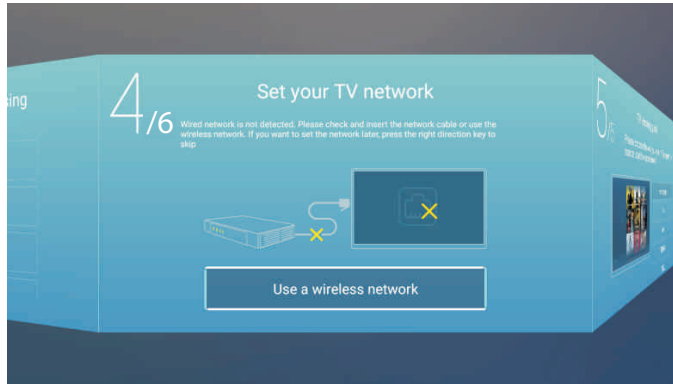 sing
4/6
Set your TV network
Wired network is not detected. Please check and insert the network cable or use the
wireless network. If you want to set the network later, press the right direction key to
skip
Use a wireless network
5